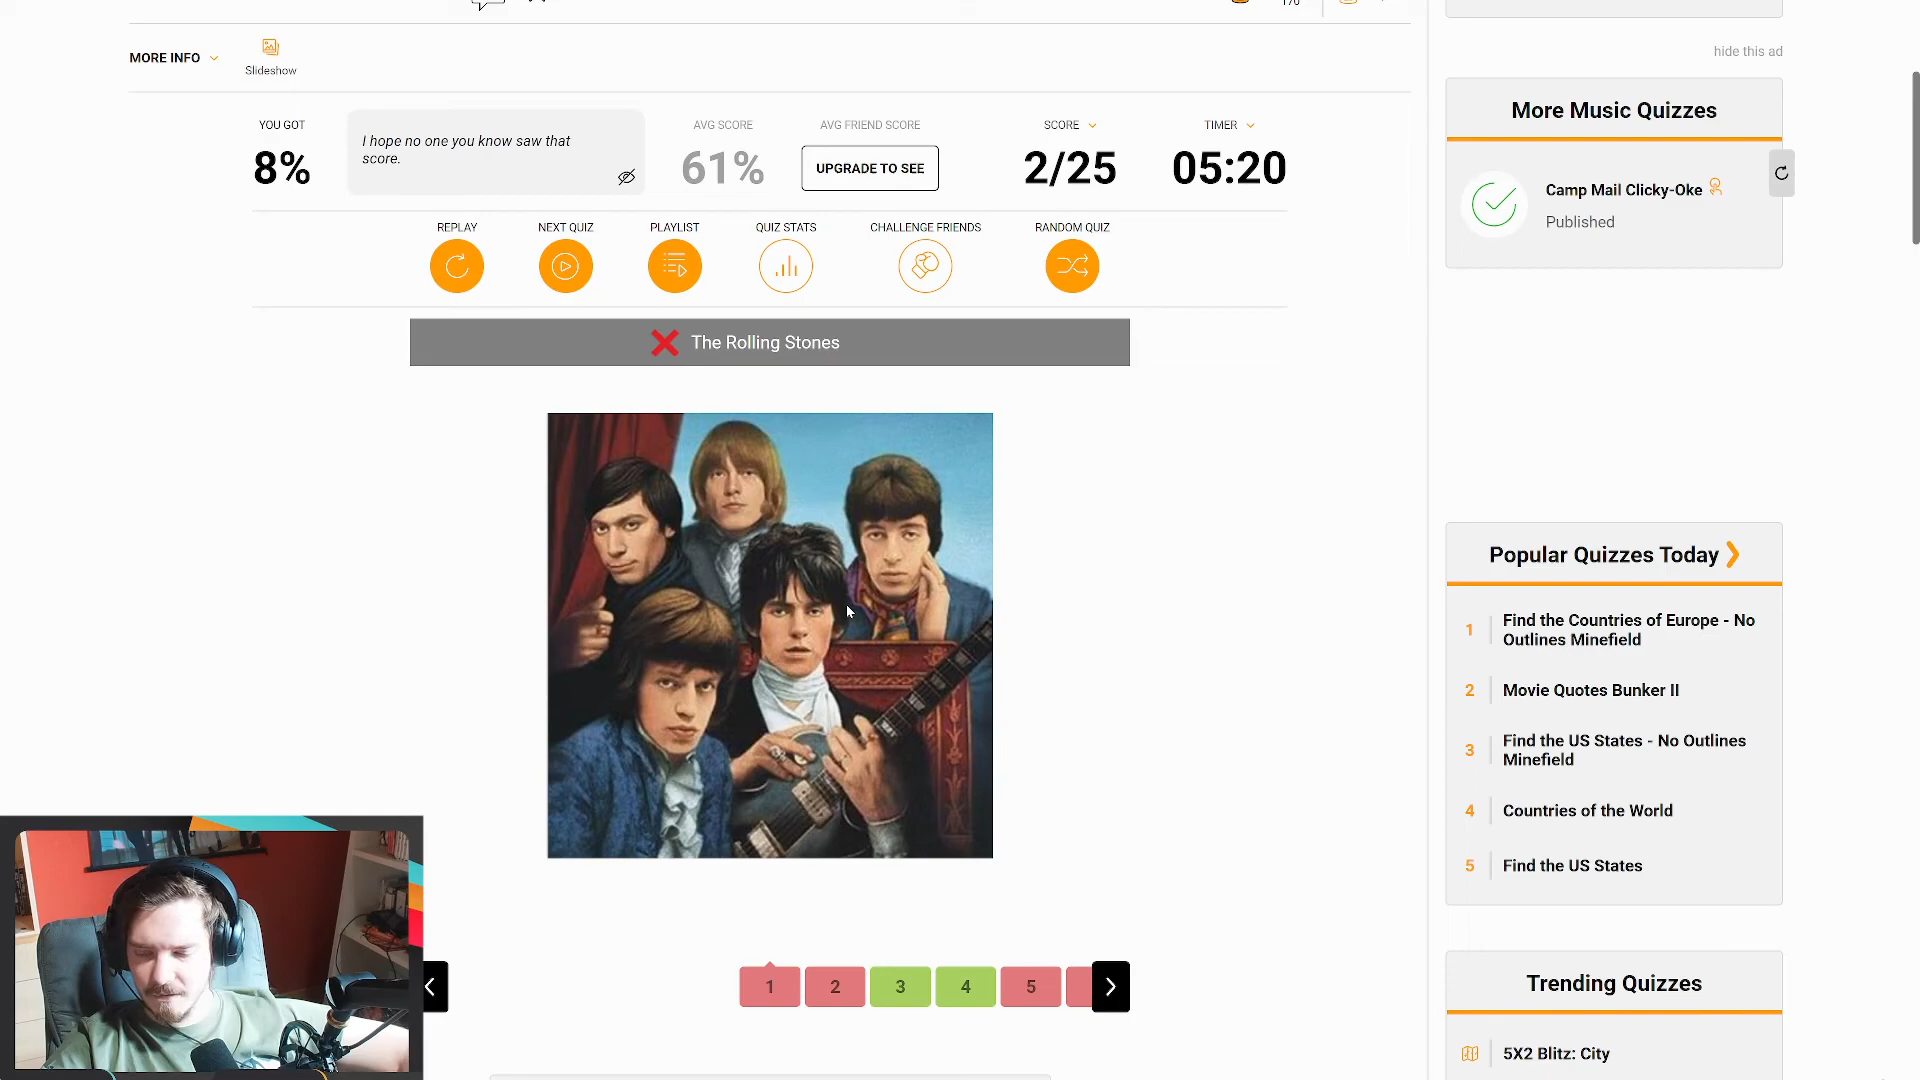 170
hide this ad
MORE INFO
Slideshow
More Music Quizzes
YOU GOT
8%
I hope no one you know saw that
score.
AVG SCORE
61%
AVG FRIEND SCORE
UPGRADE TO SEE
SCORE
2/25
TIMER
05:20
Camp Mail Clicky-Oke
Published
REPLAY
NEXT QUIZ
PLAYLIST
QUIZ STATS
CHALLENGE FRIENDS
RANDOM QUIZ
The Rolling Stones
Popular Quizzes Today
1
Find the Countries of Europe - No
Outlines Minefield
2
Movie Quotes Bunker II
3
Find the US States - No Outlines
Minefield
4
Countries of the World
5
Find the US States
1
2
3
4
5
Trending Quizzes
5X2 Blitz: City